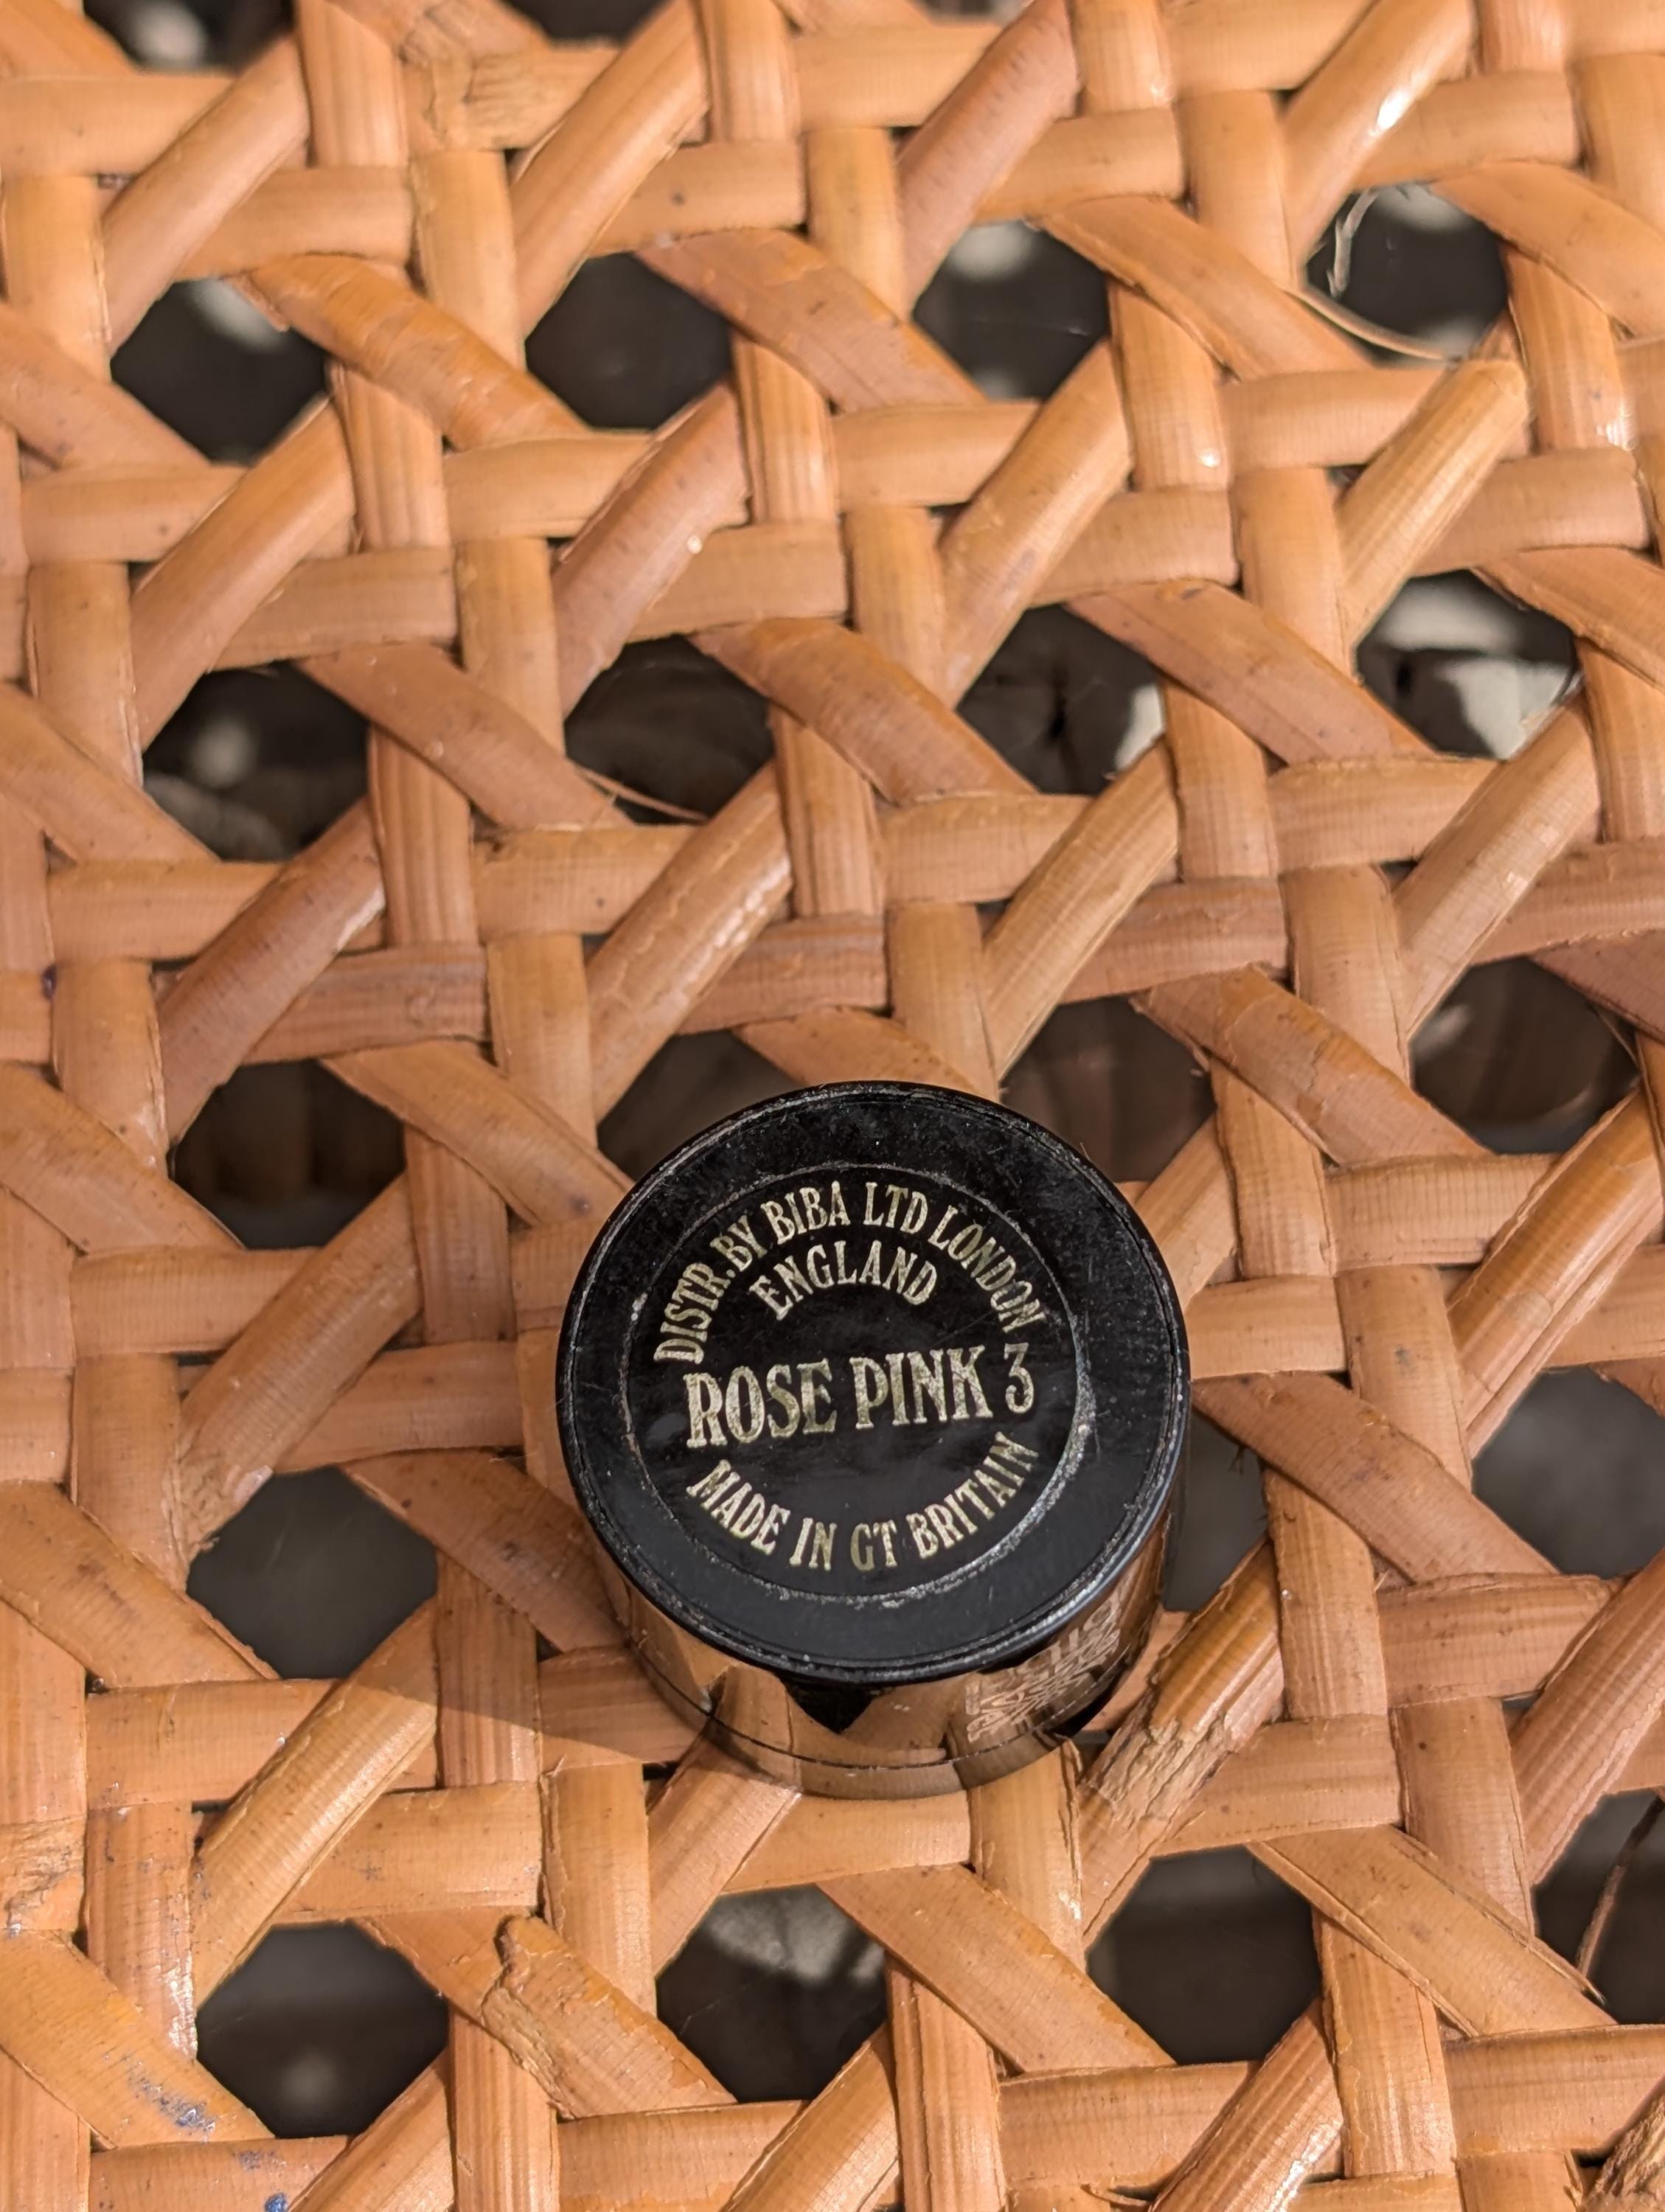 DISTR.BY BIBA LTD LONDON
ENGLAND
ROSE PINK 3
MADE IN GT BRITAIN